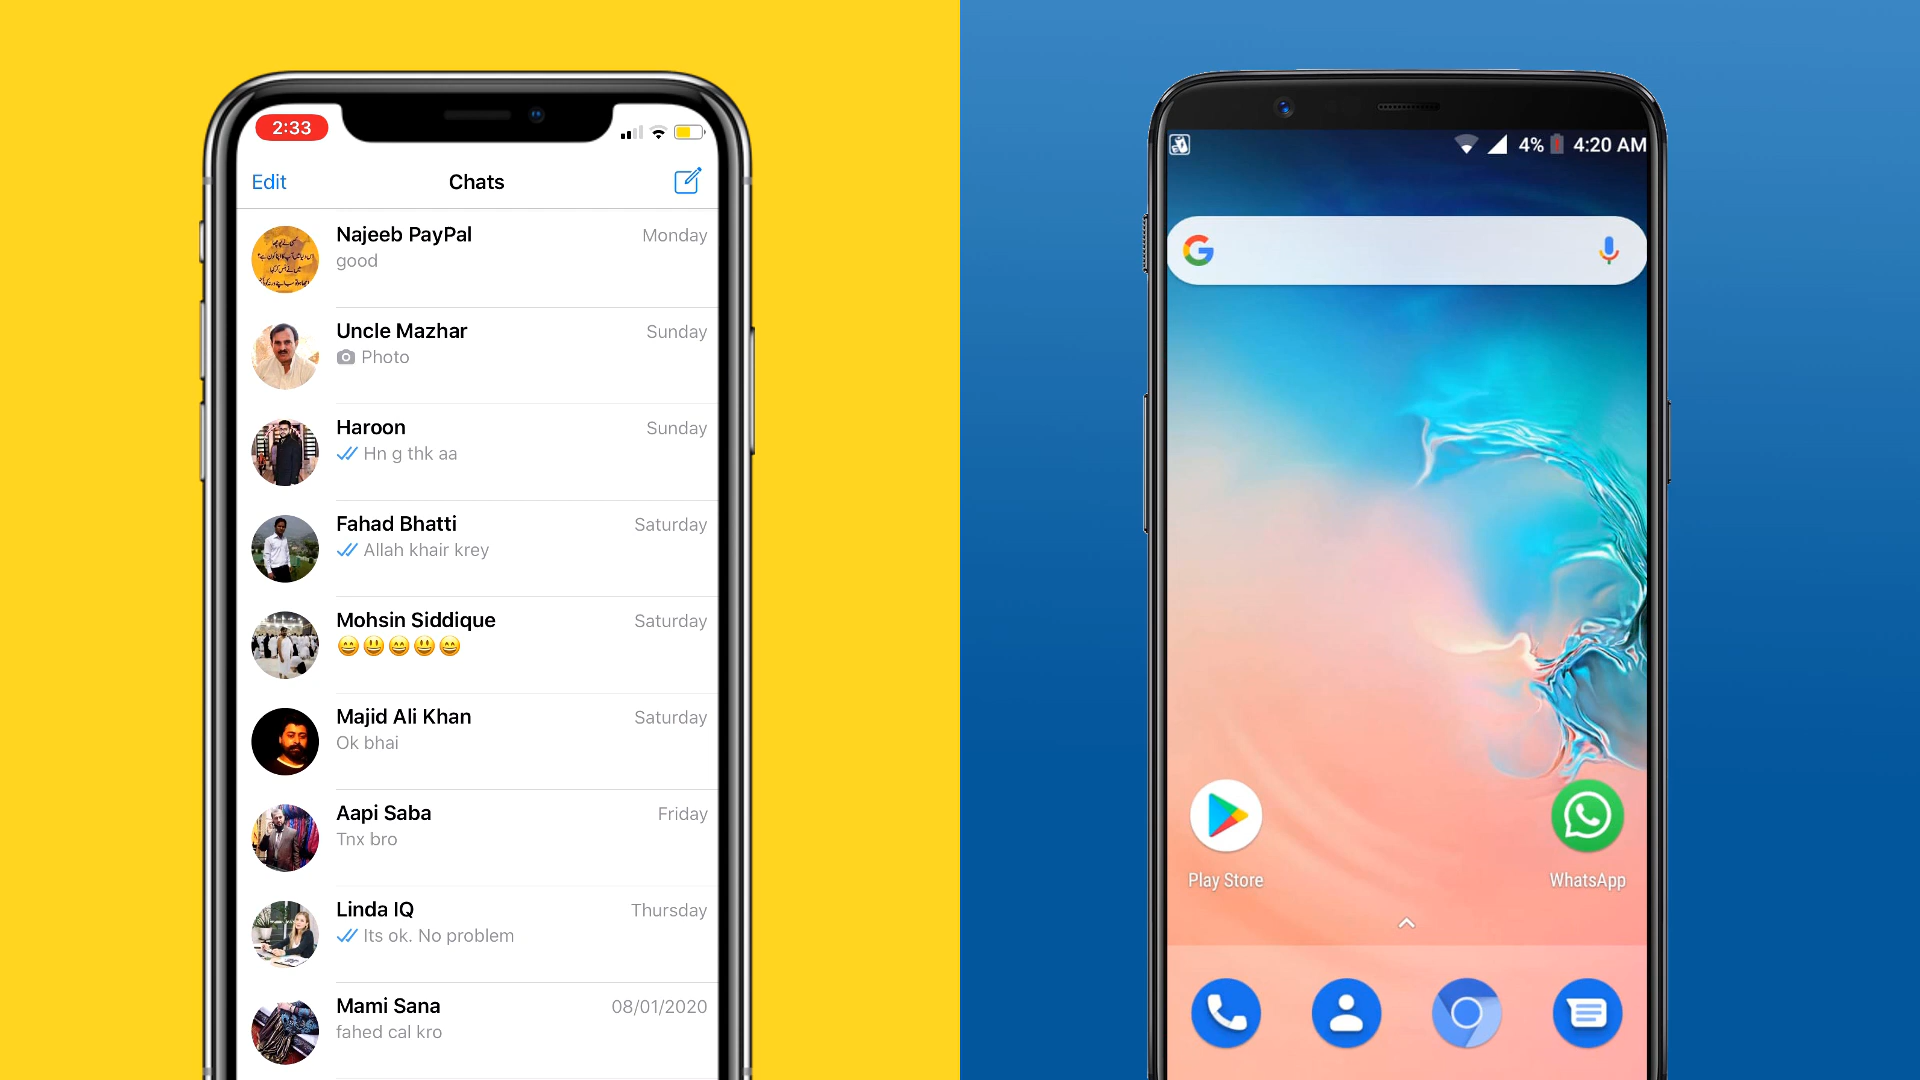 2:33
Edit
Chats
Najeeb PayPal
Monday
good
Uncle Mazhar
Sunday
Photo
Haroon
Sunday
Hn g thk aa
Fahad Bhatti
Saturday
Allah khair krey
Mohsin Siddique
Saturday
😄😃😄😃😄
Majid Ali Khan
Saturday
Ok bhai
Aapi Saba
Friday
Tnx bro
Linda IQ
Thursday
Its ok. No problem
Mami Sana
08/01/2020
fahed cal kro
4%
4:20 AM
Play Store
WhatsApp